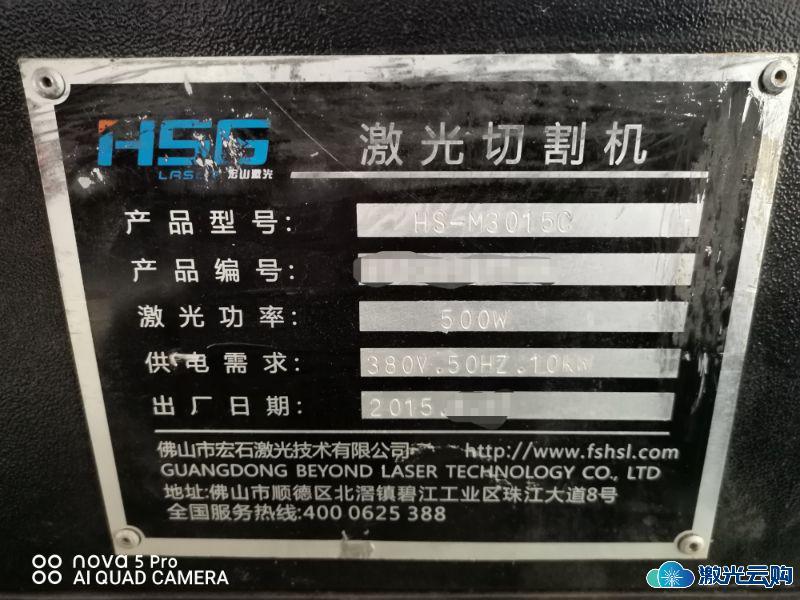 HSG
LASER 宏山激光
激光切割机
产品型号: HS-M3015C
产品编号:
激光功率: 500W
供电需求: 380V.50HZ.10KW
出厂日期: 2015.
佛山市宏石激光技术有限公司 http://www.fshsl.com
GUANGDONG BEYOND LASER TECHNOLOGY CO., LTD
地址:佛山市顺德区北滘镇碧江工业区珠江大道8号
全国服务热线:400 0625 388
nova 5 Pro
AI QUAD CAMERA
激光云购